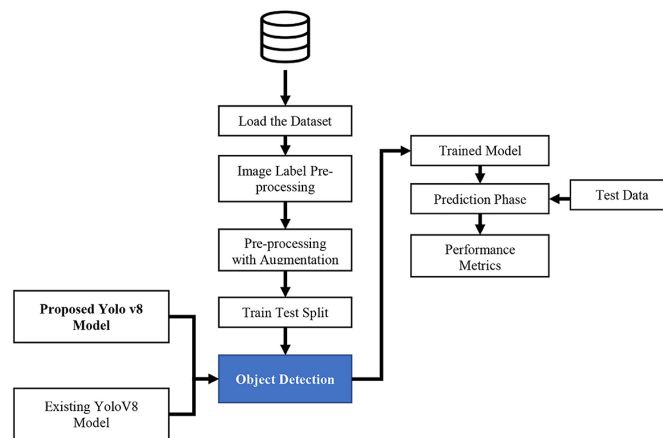 Load the Dataset
Image Label Pre-
processing
Pre-processing
with Augmentation
Train Test Split
Proposed Yolo v8
Model
Existing YoloV8
Model
Object Detection
Trained Model
Prediction Phase
Test Data
Performance
Metrics